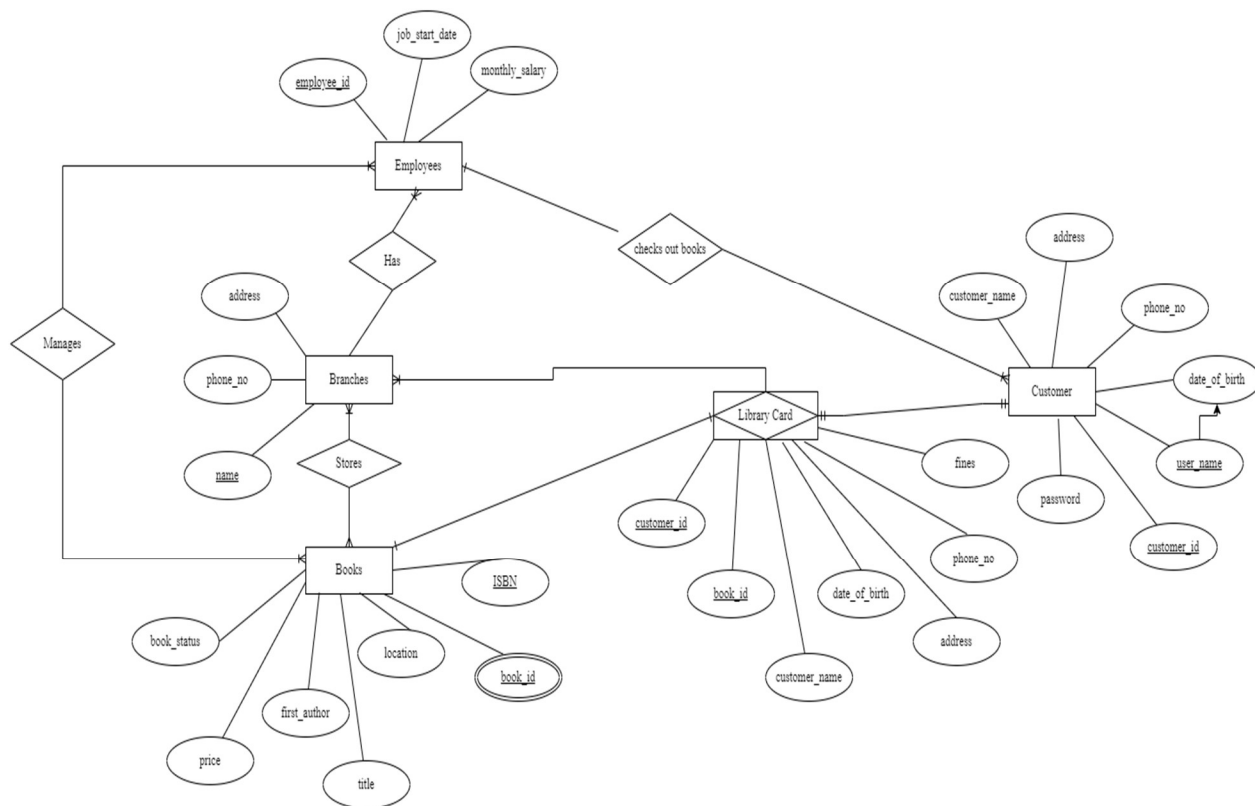 job_start_date
monthly_salary
employee_id
Employees
checks out books
address
Has
address
customer_name
phone_no
Manages
phone_no
Branches
Customer
date_of_birth
Library Card
name
Stores
fines
user_name
password
customer_id
phone_no
customer_id
Books
ISBN
book_id
date_of_birth
book_status
location
address
book_id
customer_name
first_author
price
title